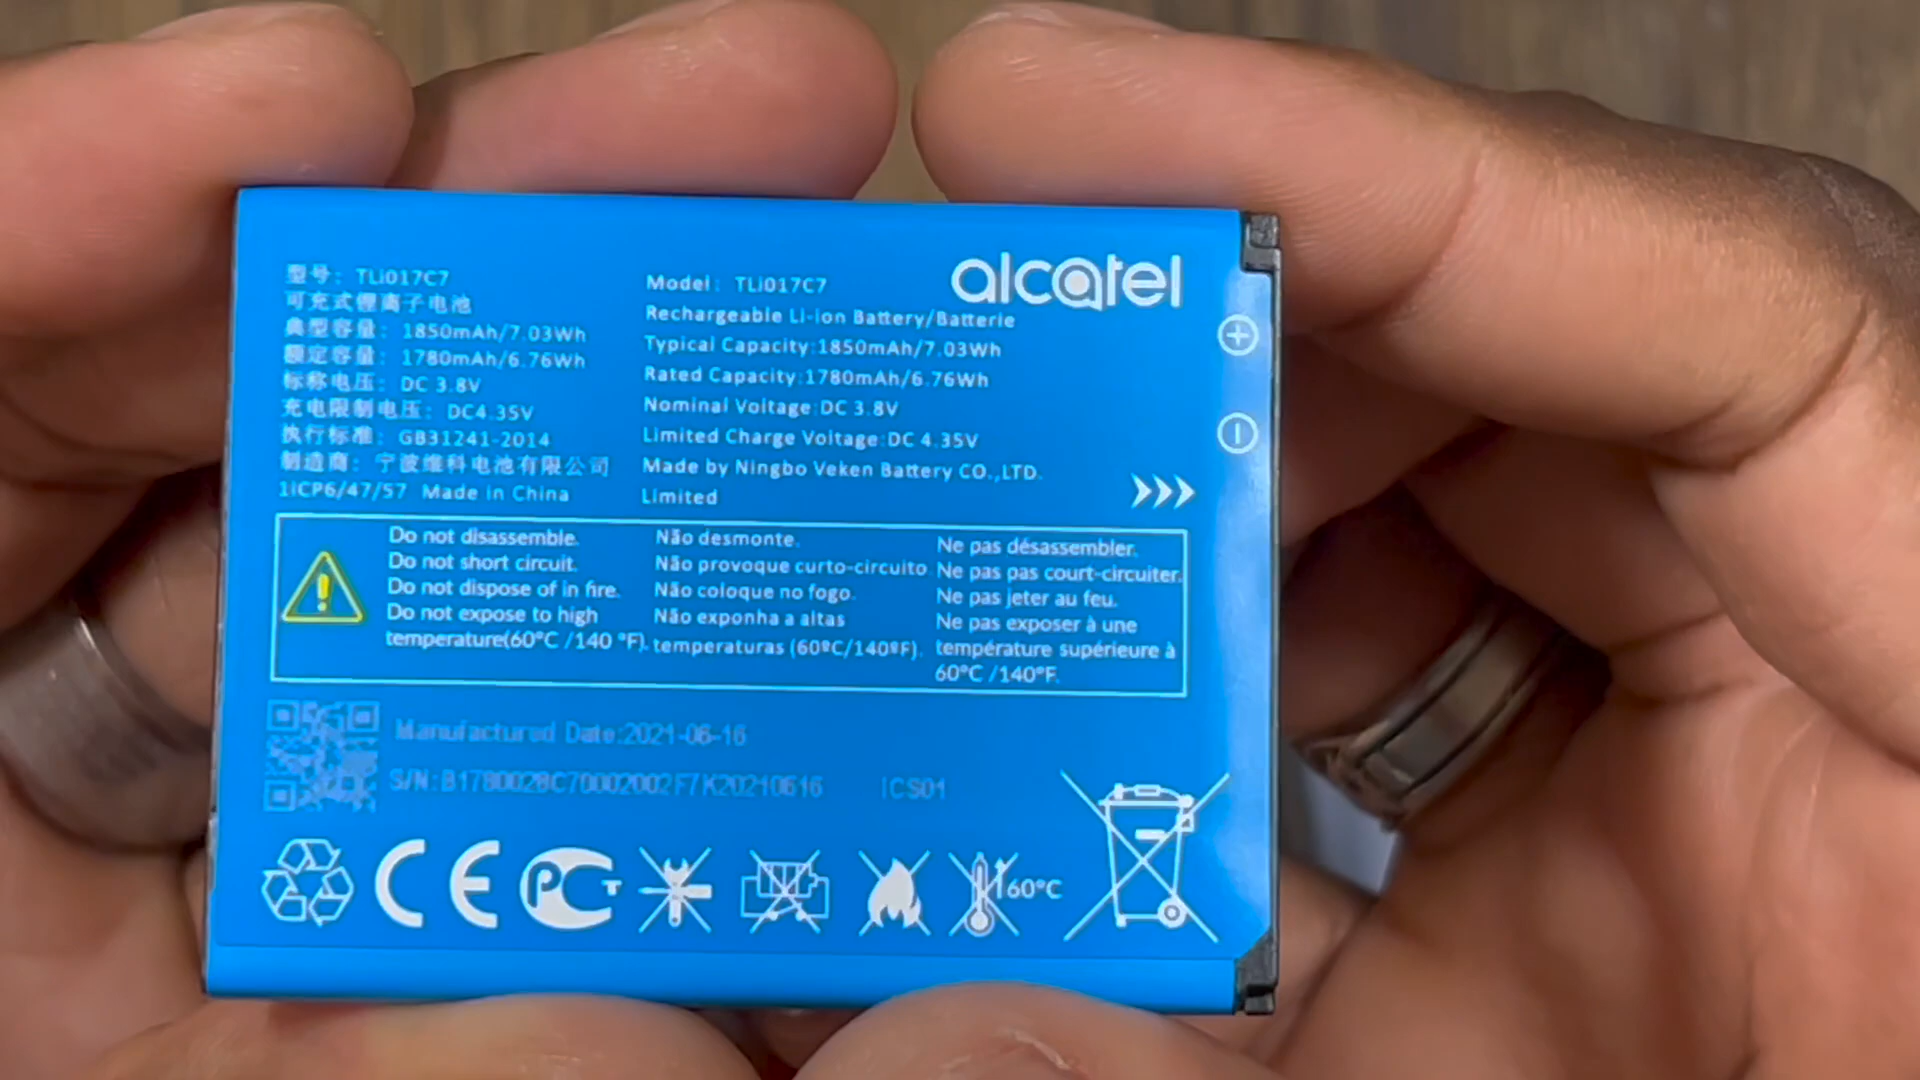 alcatel
型号: TLi017C7
可充式锂离子电池
典型容量: 1850mAh/7.03Wh
额定容量: 1780mAh/6.76Wh
标称电压: DC 3.8V
充电限制电压: DC4.35V
执行标准: GB31241-2014
制造商: 宁波维科电池有限公司
1ICP6/47/57 Made in China
Model: TLi017C7
Rechargeable Li-ion Battery/Batterie
Typical Capacity:1850mAh/7.03Wh
Rated Capacity:1780mAh/6.76Wh
Nominal Voltage:DC 3.8V
Limited Charge Voltage:DC 4.35V
Made by Ningbo Veken Battery CO.,LTD.
Limited
Do not disassemble.
Do not short circuit.
Do not dispose of in fire.
Do not expose to high
temperature(60°C /140 °F).
Não desmonte.
Não provoque curto-circuito
Não coloque no fogo.
Não exponha a altas
temperaturas (60ºC/140ºF).
Ne pas désassembler.
Ne pas pas court-circuiter.
Ne pas jeter au feu.
Ne pas exposer à une
température supérieure à
60°C /140°F.
Manufactured Date:2021-06-16
S/N:B1780028C70002002F7K20210616 ICS01
CE PCT 60°C